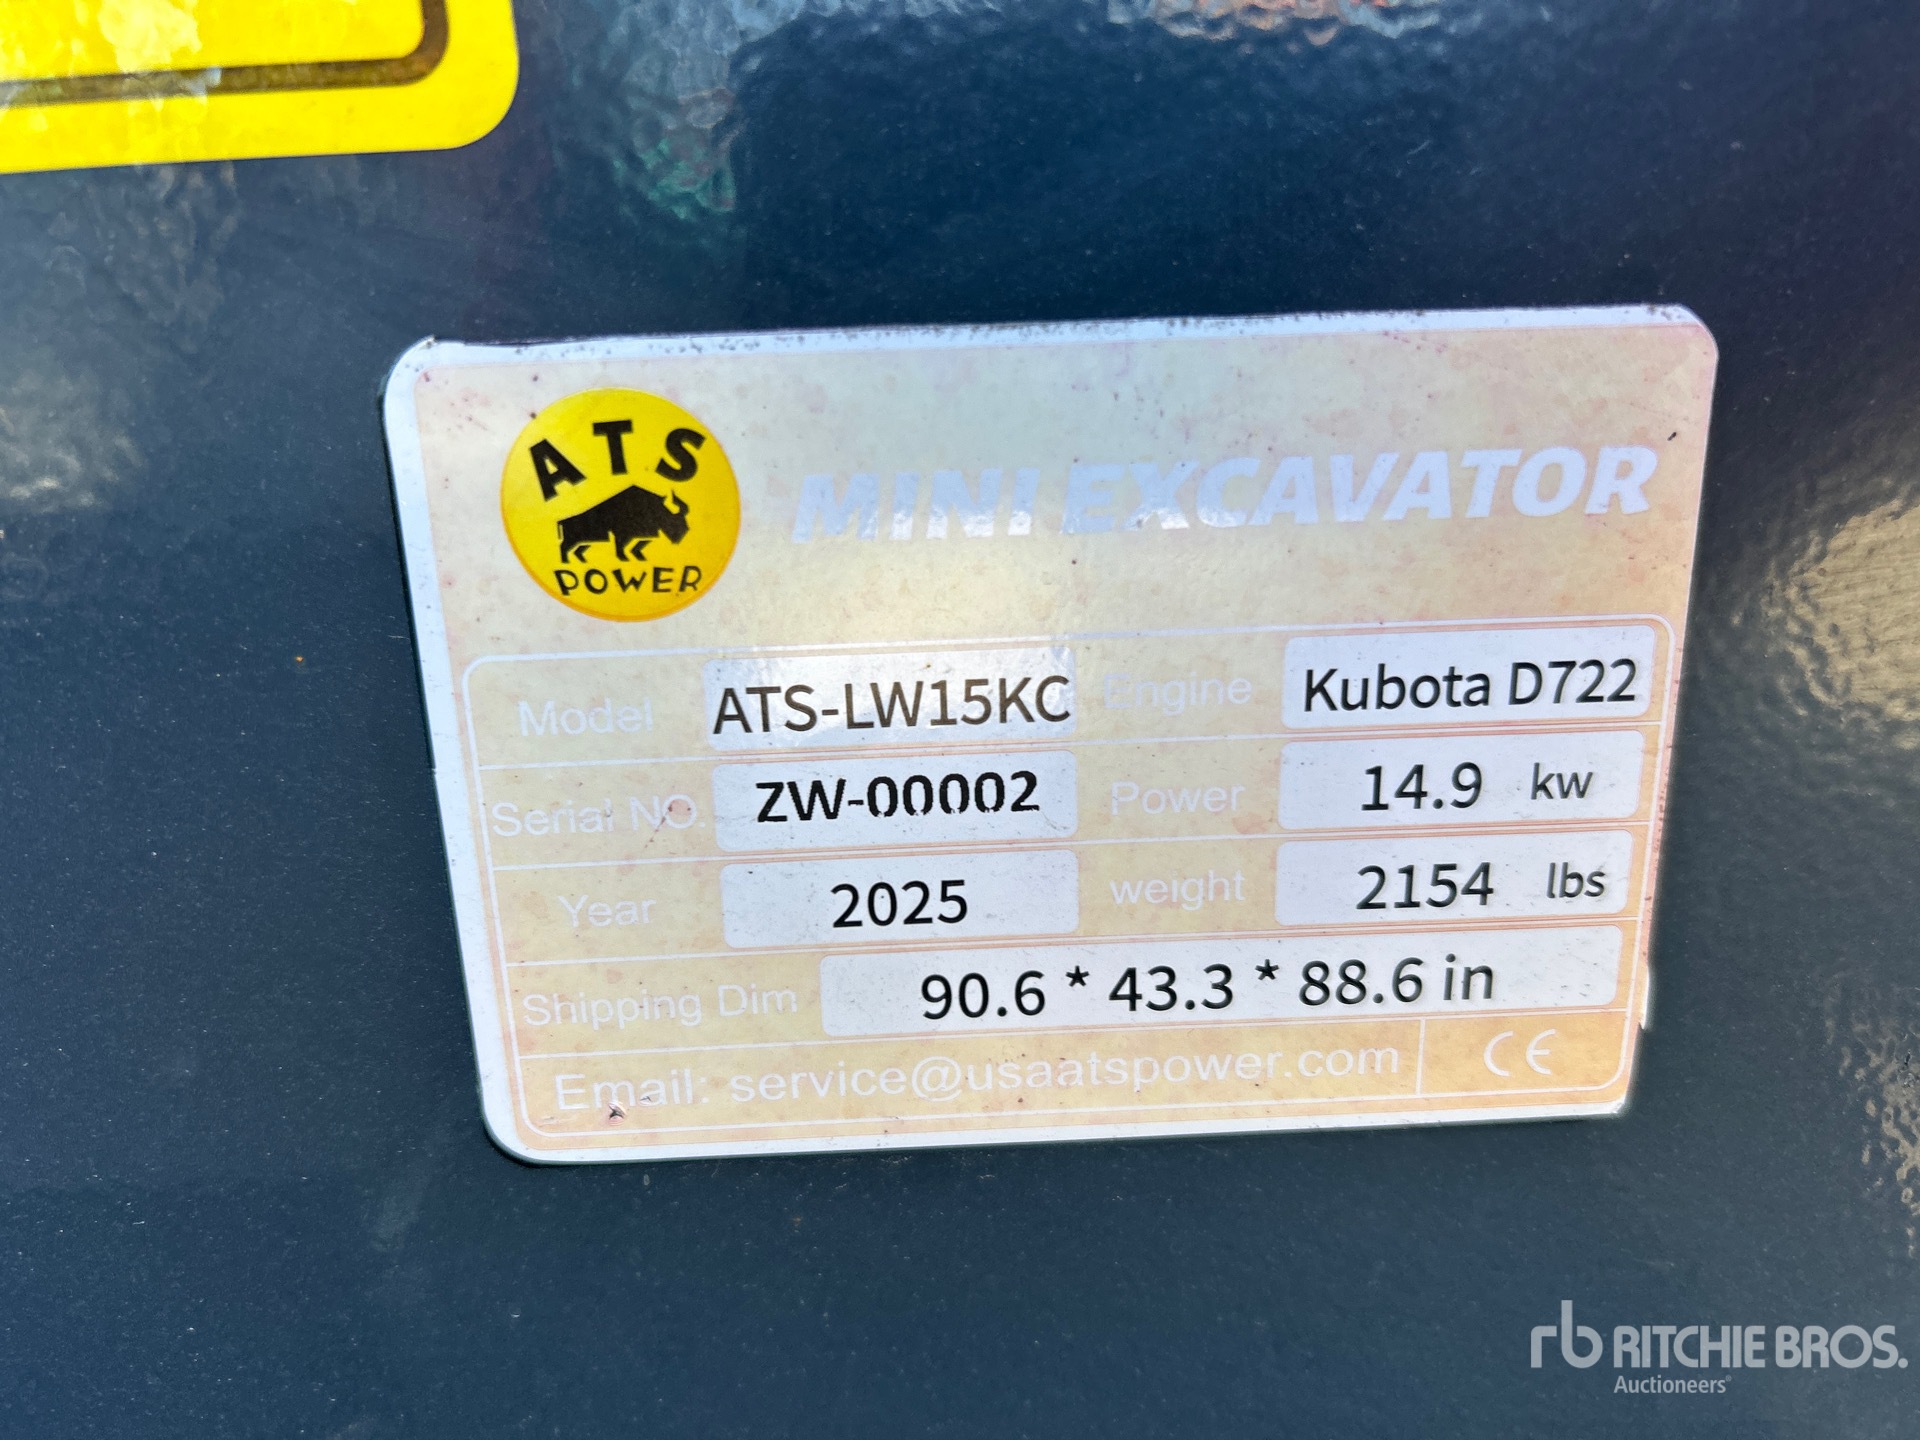 ATS
POWER
MINI EXCAVATOR
Model ATS-LW15KC Engine Kubota D722
Serial NO. ZW-00002 Power 14.9 kw
Year 2025 weight 2154 lbs
Shipping Dim 90.6 * 43.3 * 88.6 in
Email: service@usaatspower.com CE
rb RITCHIE BROS.
Auctioneers